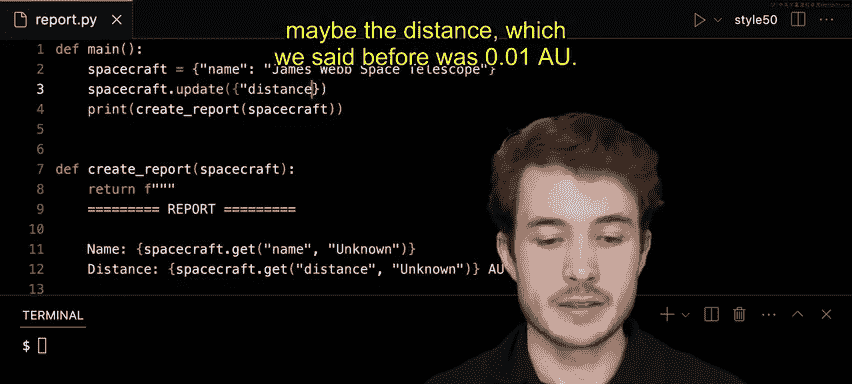 report.py
style50
maybe the distance, which
we said before was 0.01 AU.
1 def main():
2 spacecraft = {"name": "James Webb Space Telescope"}
3 spacecraft.update({"distance})
4 print(create_report(spacecraft))
5
6
7 def create_report(spacecraft):
8 return f"""
9 ========= REPORT =========
10
11 Name: {spacecraft.get("name", "Unknown")}
12 Distance: {spacecraft.get("distance", "Unknown")} AU
13
TERMINAL
$